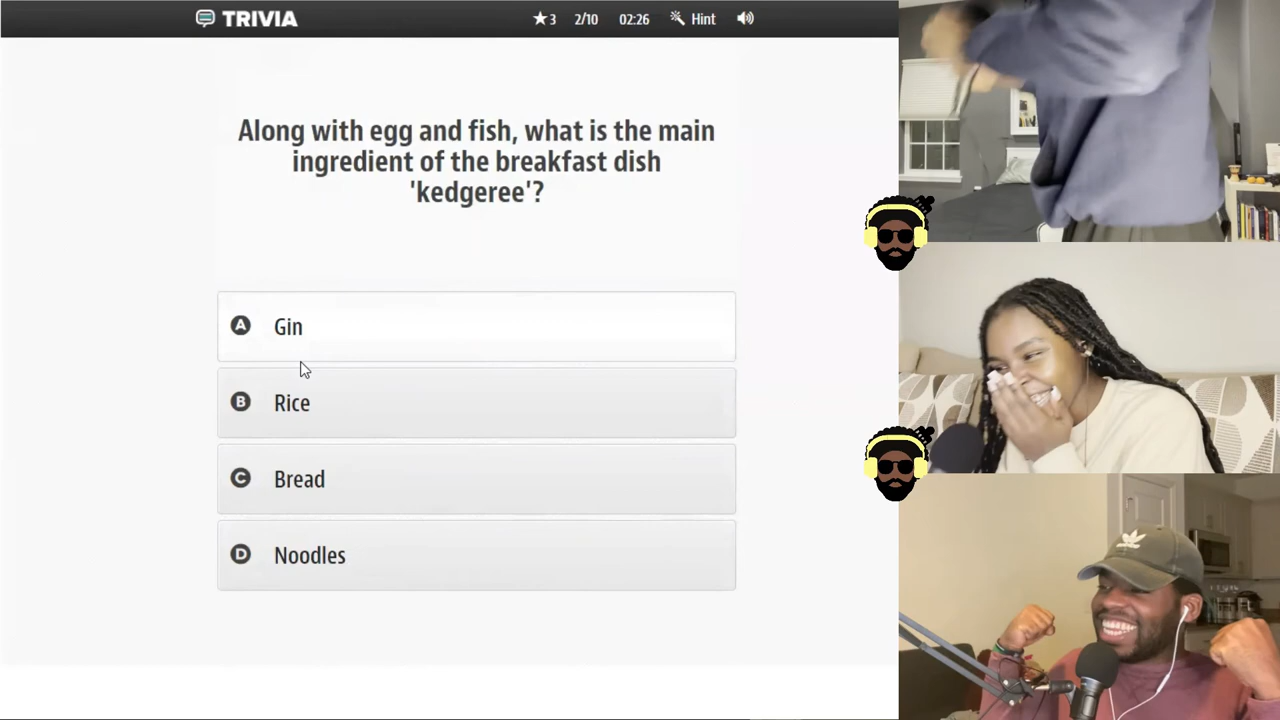 TRIVIA
★3 2/10 02:26 Hint
Along with egg and fish, what is the main
ingredient of the breakfast dish
'kedgeree'?
A Gin
B Rice
C Bread
D Noodles